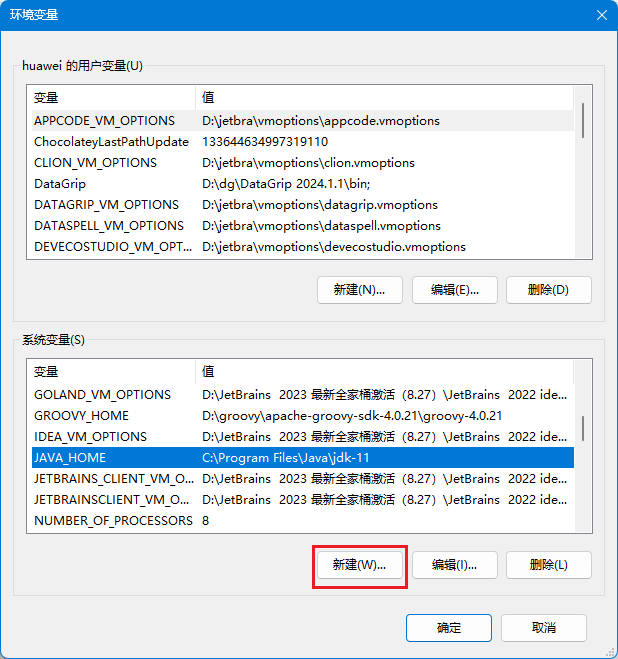 环境变量
huawei 的用户变量(U)
变量 值
APPCODE_VM_OPTIONS D:\jetbra\vmoptions\appcode.vmoptions
ChocolateyLastPathUpdate 133644634997319110
CLION_VM_OPTIONS D:\jetbra\vmoptions\clion.vmoptions
DataGrip D:\dg\DataGrip 2024.1.1\bin;
DATAGRIP_VM_OPTIONS D:\jetbra\vmoptions\datagrip.vmoptions
DATASPELL_VM_OPTIONS D:\jetbra\vmoptions\dataspell.vmoptions
DEVECOSTUDIO_VM_OPT... D:\jetbra\vmoptions\devecostudio.vmoptions
新建(N)... 编辑(E)... 删除(D)
系统变量(S)
变量 值
GOLAND_VM_OPTIONS D:\JetBrains 2023 最新全家桶激活（8.27）\JetBrains 2022 ide...
GROOVY_HOME D:\groovy\apache-groovy-sdk-4.0.21\groovy-4.0.21
IDEA_VM_OPTIONS D:\JetBrains 2023 最新全家桶激活（8.27）\JetBrains 2022 ide...
JAVA_HOME C:\Program Files\Java\jdk-11
JETBRAINS_CLIENT_VM_O... D:\JetBrains 2023 最新全家桶激活（8.27）\JetBrains 2022 ide...
JETBRAINSCLIENT_VM_O... D:\JetBrains 2023 最新全家桶激活（8.27）\JetBrains 2022 ide...
NUMBER_OF_PROCESSORS 8
新建(W)... 编辑(I)... 删除(L)
确定 取消